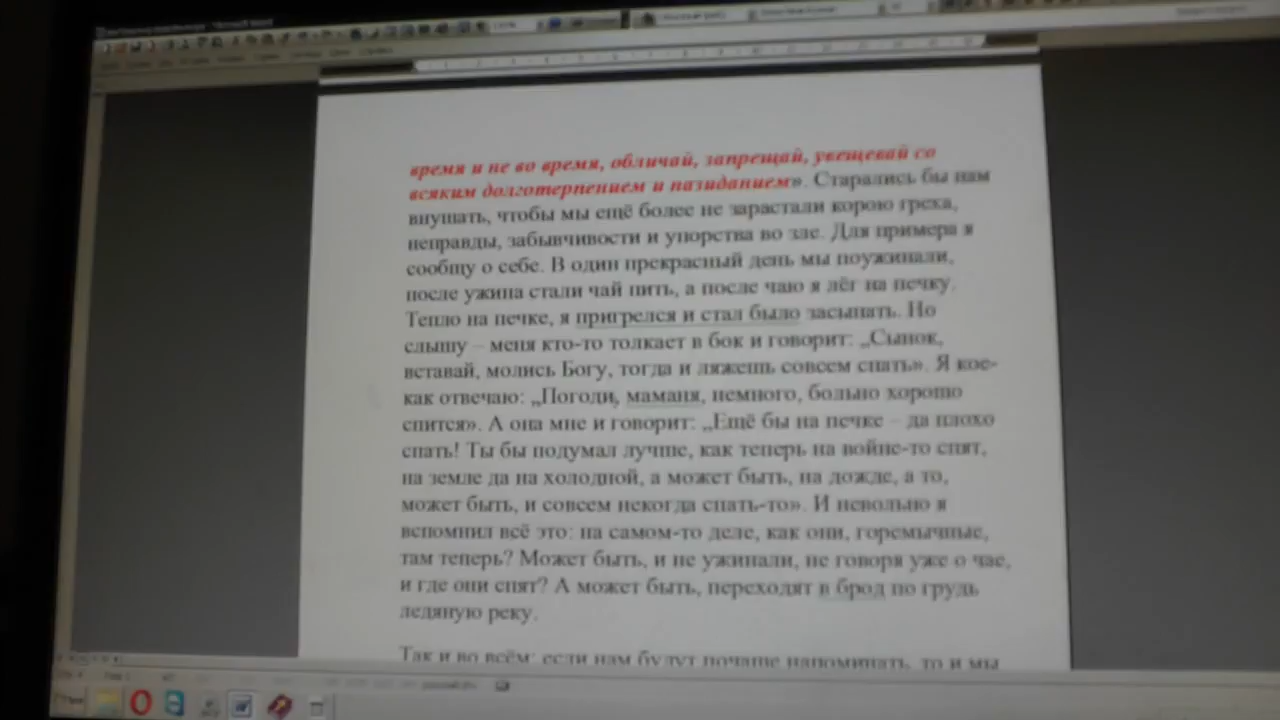 время и не во время, обличай, запрещай, увещевай со
всяким долготерпением и назиданием». Старались бы нам
внушать, чтобы мы ещё более не зарастали корою греха,
неправды, забывчивости и упорства во зле. Для примера я
сообщу о себе. В один прекрасный день мы поужинали,
после ужина стали чай пить, а после чаю я лёг на печку.
Тепло на печке, я пригрелся и стал было засыпать. Но
слышу – меня кто-то толкает в бок и говорит: „Сынок,
вставай, молись Богу, тогда и ляжешь совсем спать». Я кое-
как отвечаю: „Погоди, маманя, немного, больно хорошо
спится». А она мне и говорит: „Ещё бы на печке – да плохо
спать! Ты бы подумал лучше, как теперь на войне-то спят,
на земле да на холодной, а может быть, на дожде, а то,
может быть, и совсем некогда спать-то». И невольно я
вспомнил всё это: на самом-то деле, как они, горемычные,
там теперь? Может быть, и не ужинали, не говоря уже о чае,
и где они спят? А может быть, переходят в брод по грудь
ледяную реку.
Так и во всём: если нам будут почаще напоминать, то и мы